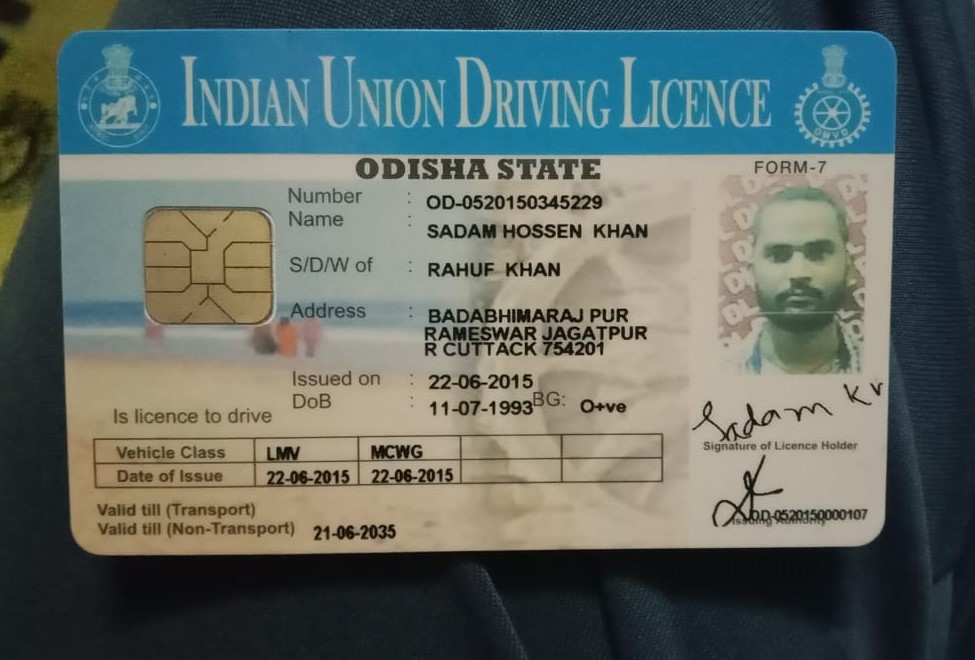 INDIAN UNION DRIVING LICENCE
OMVD
ODISHA STATE
FORM-7
Number : OD-0520150345229
Name : SADAM HOSSEN KHAN
S/D/W of : RAHUF KHAN
Address : BADABHIMARAJ PUR
RAMESWAR JAGATPUR
R CUTTACK 754201
Issued on : 22-06-2015
DoB : 11-07-1993 BG: O+ve
Is licence to drive
Vehicle Class LMV MCWG
Date of Issue 22-06-2015 22-06-2015
Valid till (Transport)
Valid till (Non-Transport) 21-06-2035
Sadam
Signature of Licence Holder
OD-0520150000107
Issuing Authority